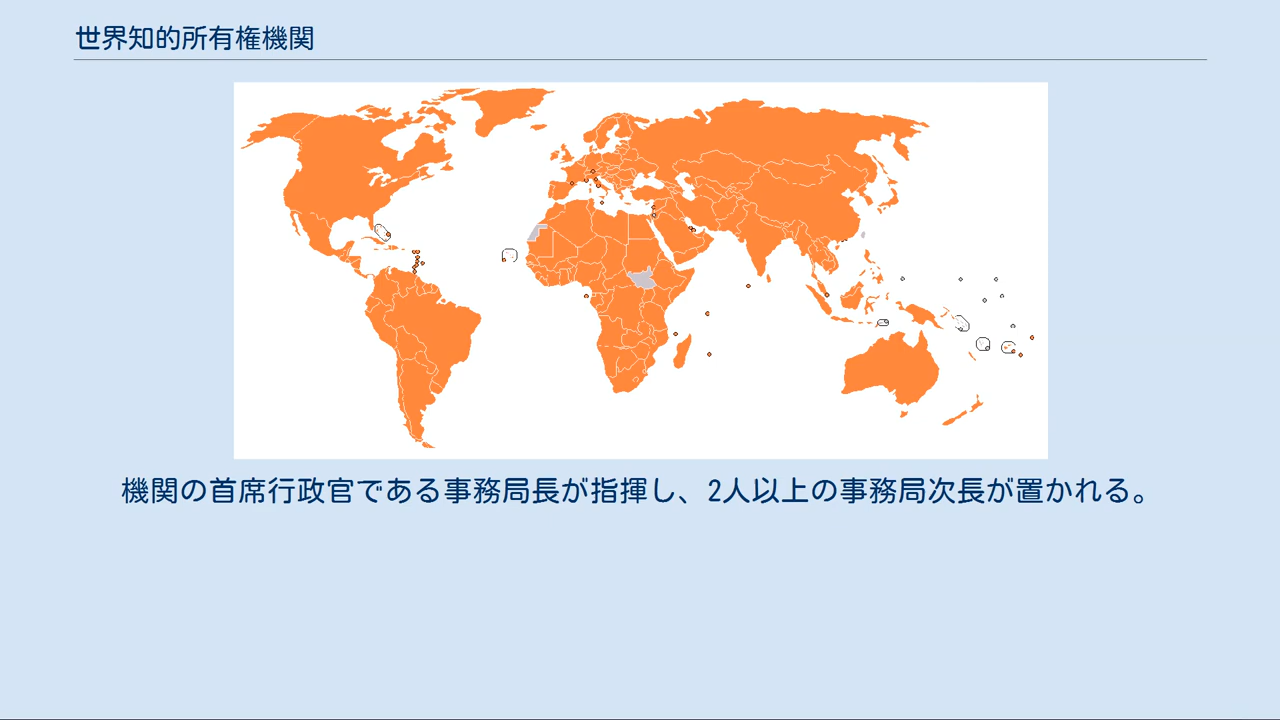 世界知的所有権機関
機関の首席行政官である事務局長が指揮し、2人以上の事務局次長が置かれる。